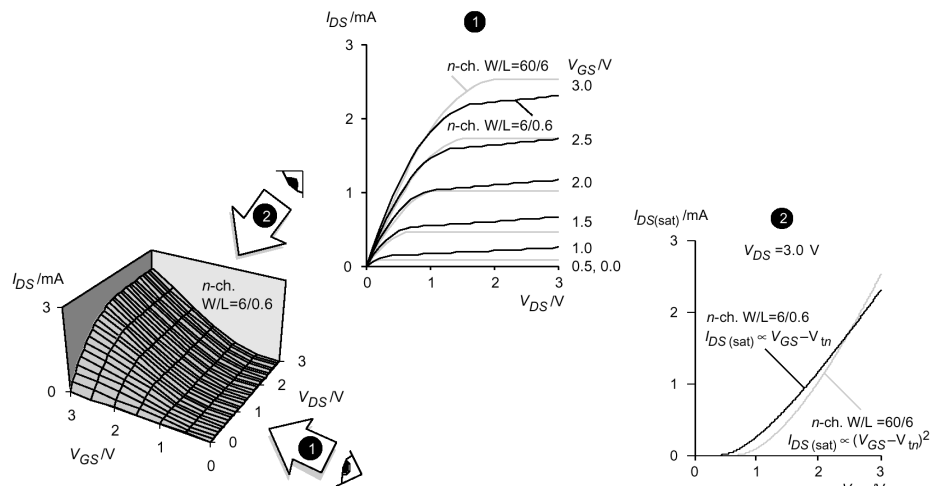 I_DS /mA
1
3
n-ch. W/L=60/6
V_GS /V
3.0
2
n-ch. W/L=6/0.6
2.5
1
2.0
1.5
1.0
0
0.5, 0.0
0 1 2 3
V_DS /V
2
I_DS /mA
3
n-ch.
W/L=6/0.6
0
3
2
1
0
V_GS /V
3
2
1
0
V_DS /V
1
I_DS(sat) /mA
2
3
V_DS =3.0 V
2
n-ch. W/L=6/0.6
I_DS (sat) ∝ V_GS–V_tn
1
n-ch. W/L =60/6
I_DS (sat) ∝ (V_GS–V_tn)²
0
0 1 2 3